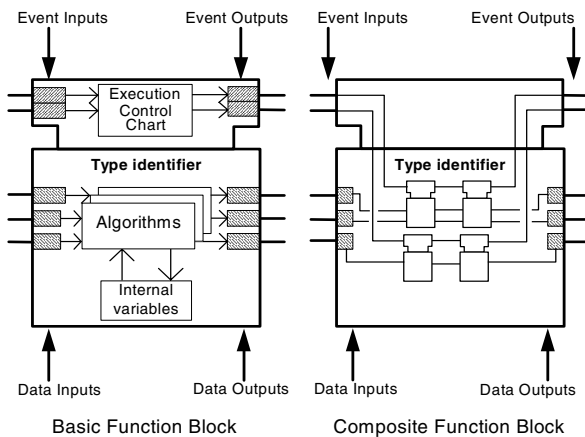 Event Inputs
Event Outputs
Event Inputs
Event Outputs
Execution
Control
Chart
Type identifier
Type identifier
Algorithms
Internal
variables
Data Inputs
Data Outputs
Data Inputs
Data Outputs
Basic Function Block
Composite Function Block